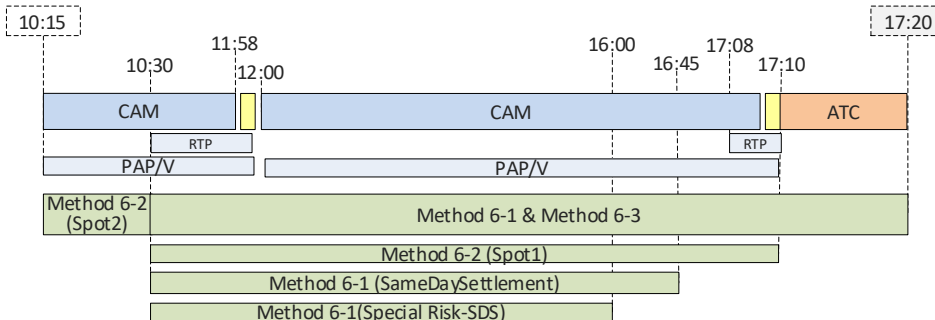 10:15
17:20
11:58
16:00
17:08
10:30
12:00
16:45
17:10
CAM
CAM
ATC
RTP
RTP
PAP/V
PAP/V
Method 6-2
(Spot2)
Method 6-1 & Method 6-3
Method 6-2 (Spot1)
Method 6-1 (SameDaySettlement)
Method 6-1(Special Risk-SDS)